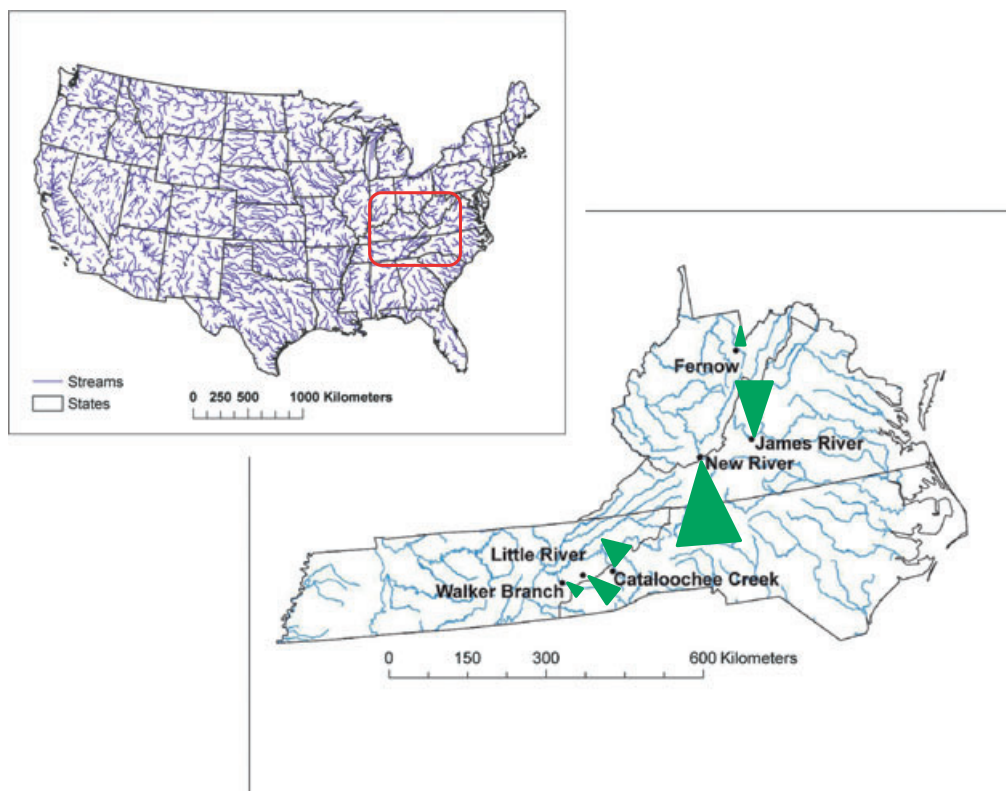 Streams
States
0 250 500 1000 Kilometers
Fernow
James River
New River
Little River
Cataloochee Creek
Walker Branch
0 150 300 600 Kilometers